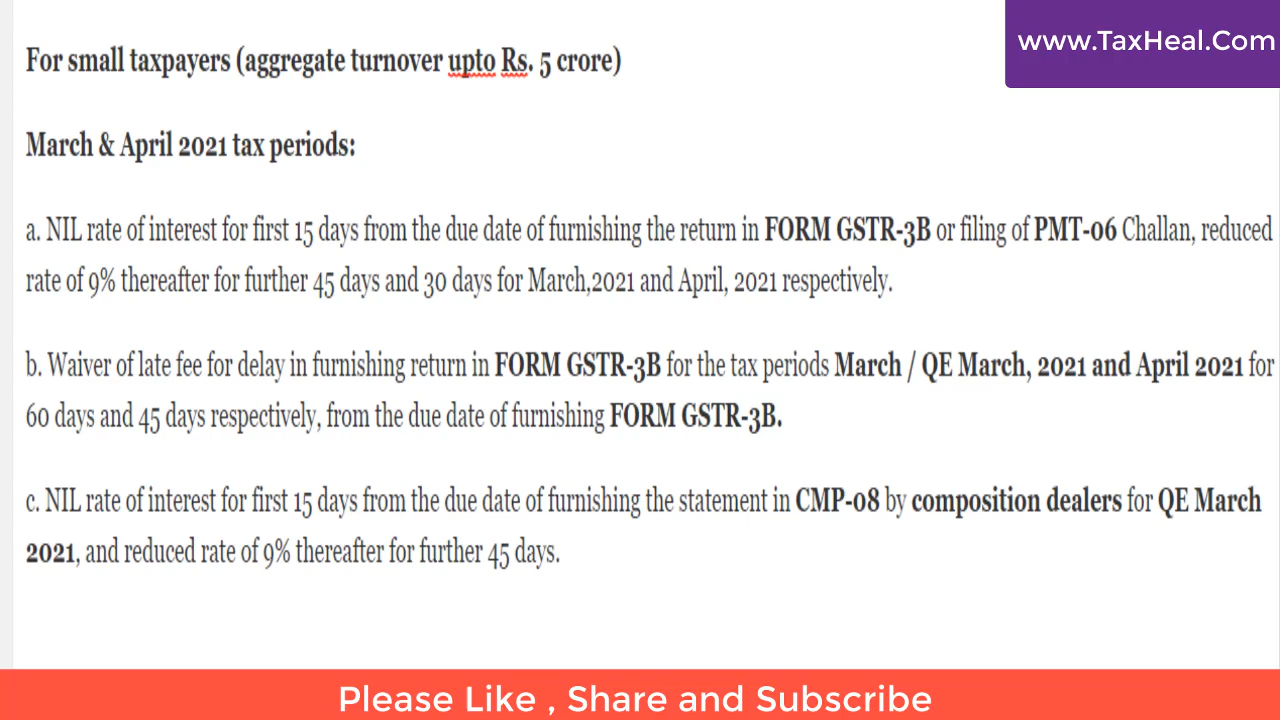 www.TaxHeal.Com
For small taxpayers (aggregate turnover upto Rs. 5 crore)
March & April 2021 tax periods:
a. NIL rate of interest for first 15 days from the due date of furnishing the return in FORM GSTR-3B or filing of PMT-06 Challan, reduced
rate of 9% thereafter for further 45 days and 30 days for March,2021 and April, 2021 respectively.
b. Waiver of late fee for delay in furnishing return in FORM GSTR-3B for the tax periods March / QE March, 2021 and April 2021 for
60 days and 45 days respectively, from the due date of furnishing FORM GSTR-3B.
c. NIL rate of interest for first 15 days from the due date of furnishing the statement in CMP-08 by composition dealers for QE March
2021, and reduced rate of 9% thereafter for further 45 days.
Please Like , Share and Subscribe